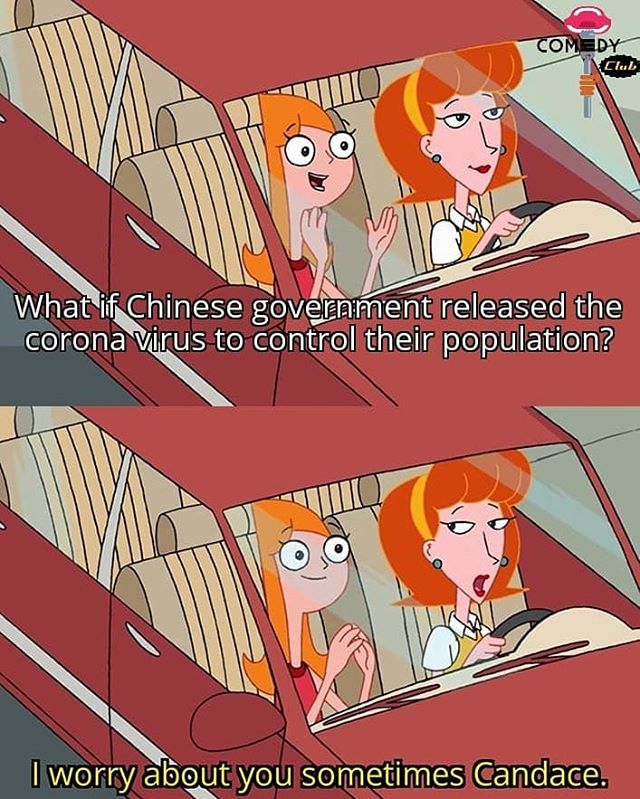 COMEDY
Club
What if Chinese government released the
corona virus to control their population?
I worry about you sometimes Candace.